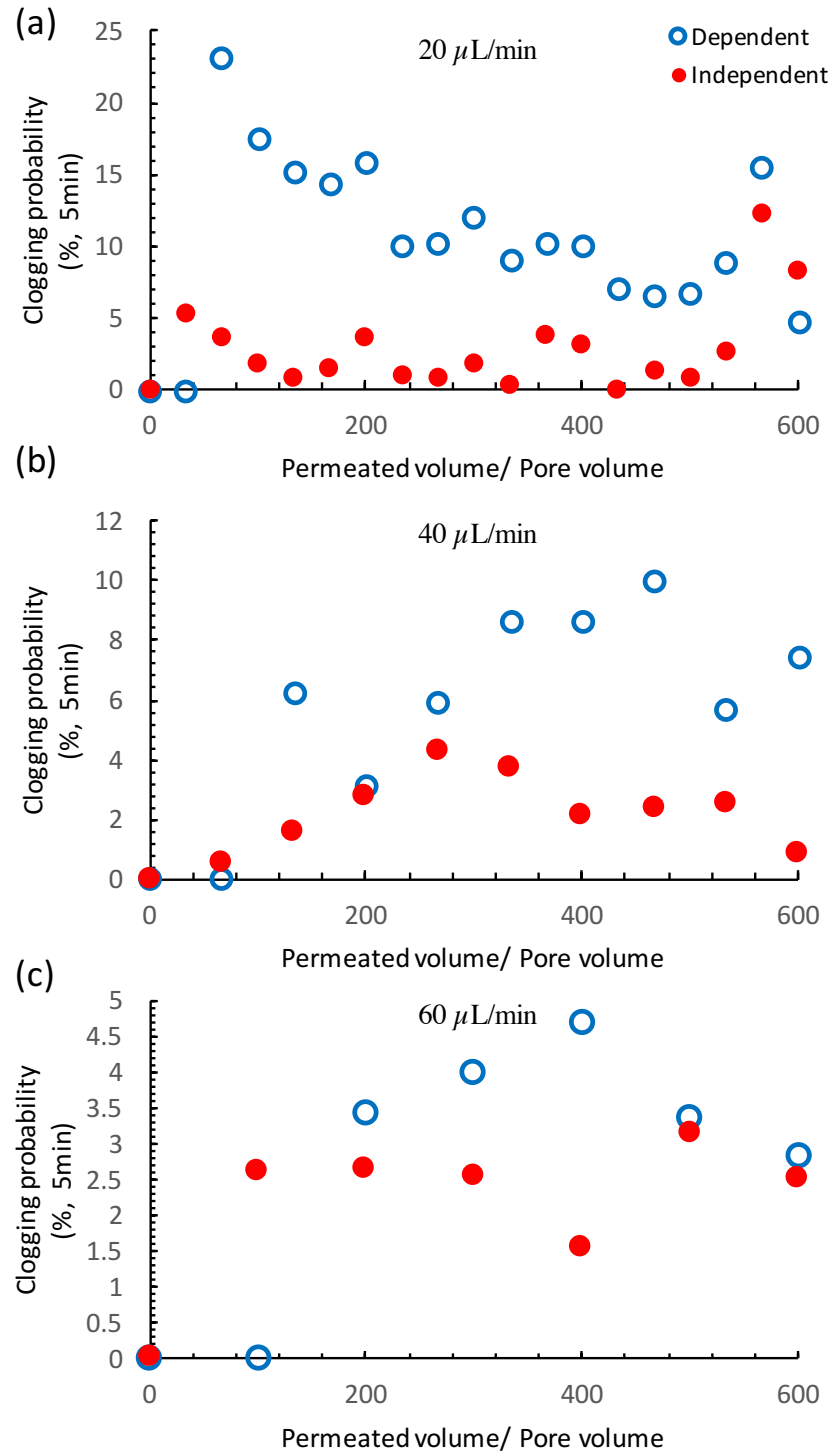 (a)
20 µL/min
Dependent
Independent
Clogging probability
(%, 5min)
25
20
15
10
5
0
0 200 400 600
Permeated volume/ Pore volume
(b)
40 µL/min
Clogging probability
(%, 5min)
12
10
8
6
4
2
0
0 200 400 600
Permeated volume/ Pore volume
(c)
60 µL/min
Clogging probability
(%, 5min)
5
4.5
4
3.5
3
2.5
2
1.5
1
0.5
0
0 200 400 600
Permeated volume/ Pore volume